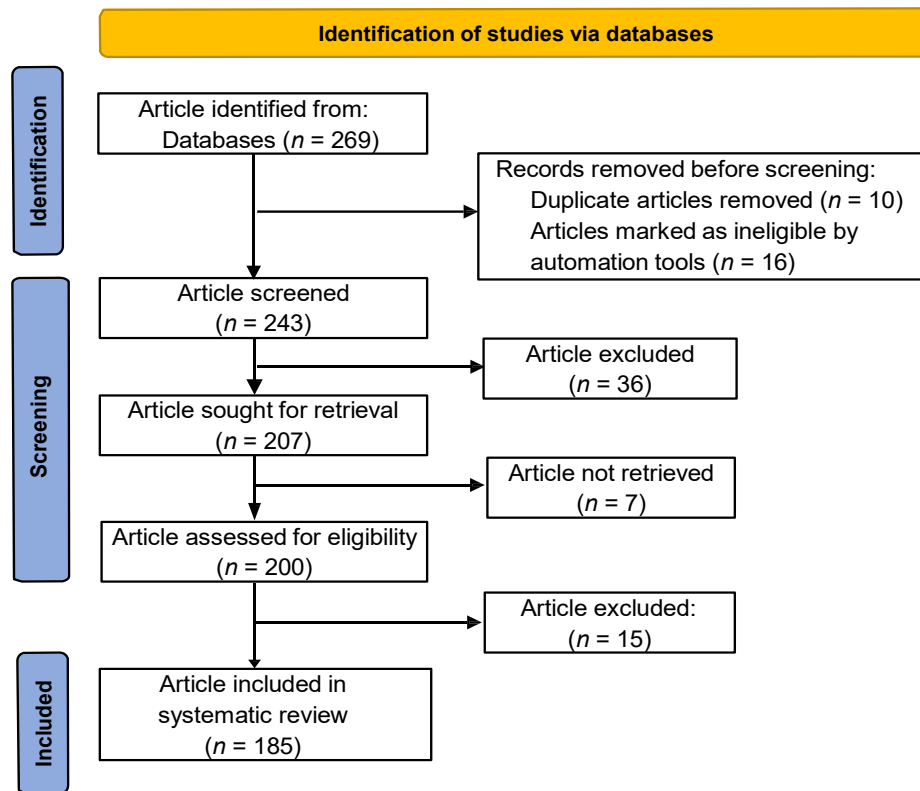 Identification of studies via databases
Identification
Article identified from:
Databases (n = 269)
Records removed before screening:
Duplicate articles removed (n = 10)
Articles marked as ineligible by
automation tools (n = 16)
Screening
Article screened
(n = 243)
Article excluded
(n = 36)
Article sought for retrieval
(n = 207)
Article not retrieved
(n = 7)
Article assessed for eligibility
(n = 200)
Article excluded:
(n = 15)
Included
Article included in
systematic review
(n = 185)